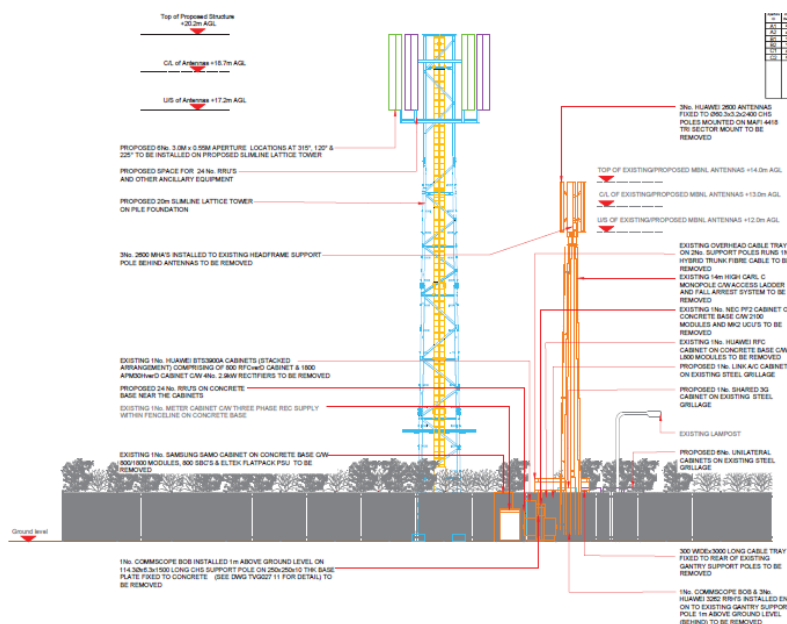 Top of Proposed Structure
+20.2m AGL
C/L of Antennas +18.7m AGL
U/S of Antennas +17.2m AGL
PROPOSED 6No. 3.0M x 0.55M APERTURE LOCATIONS AT 315°, 120° &
225° TO BE INSTALLED ON PROPOSED SLIMLINE LATTICE TOWER
PROPOSED SPACE FOR 24 No. RRU'S
AND OTHER ANCILLARY EQUIPMENT
PROPOSED 20m SLIMLINE LATTICE TOWER
ON PILE FOUNDATION
3No. 2600 MHA'S INSTALLED TO EXISTING HEADFRAME SUPPORT
POLE BEHIND ANTENNAS TO BE REMOVED
EXISTING 1No. HUAWEI BTS3900A CABINETS (STACKED
ARRANGEMENT) COMPRISING OF 800 RFCverD CABINET & 1800
APM30HverD CABINET C/W 4No. 2.9kW RECTIFIERS TO BE REMOVED
PROPOSED 24 No. RRU'S ON CONCRETE
BASE NEAR THE CABINETS
EXISTING 1No. METER CABINET C/W THREE PHASE REC SUPPLY
WITHIN FENCELINE ON CONCRETE BASE
EXISTING 1No. SAMSUNG SAMO CABINET ON CONCRETE BASE C/W
800/1800 MODULES, 800 SBC'S & ELTEK FLATPACK PSU TO BE
REMOVED
Ground level
1No. COMMSCOPE BOB INSTALLED 1m ABOVE GROUND LEVEL ON
114.3Øx6.3x1500 LONG CHS SUPPORT POLE ON 250x250x10 THK BASE
PLATE FIXED TO CONCRETE (SEE DWG TVG027 11 FOR DETAIL) TO
BE REMOVED
3No. HUAWEI 2600 ANTENNAS
FIXED TO Ø60.3x3.2x2400 CHS
POLES MOUNTED ON MAFI 4418
TRI SECTOR MOUNT TO BE
REMOVED
TOP OF EXISTING/PROPOSED MBNL ANTENNAS +14.0m AGL
C/L OF EXISTING/PROPOSED MBNL ANTENNAS +13.0m AGL
U/S OF EXISTING/PROPOSED MBNL ANTENNAS +12.0m AGL
EXISTING OVERHEAD CABLE TRAY
ON 2No. SUPPORT POLES RUNS
HYBRID TRUNK FIBRE CABLE TO BE
REMOVED
EXISTING 14m HIGH CARL C
MONOPOLE C/W ACCESS LADDER
AND FALL ARREST SYSTEM TO BE
REMOVED
EXISTING 1No. NEC PF2 CABINET
CONCRETE BASE C/W 2100
MODULES AND MK2 UCU'S TO BE
REMOVED
EXISTING 1No. HUAWEI RFC
CABINET ON CONCRETE BASE C/W
L800 MODULES TO BE REMOVED
PROPOSED 1No. LINK A/C CABINET
ON EXISTING STEEL GRILLAGE
PROPOSED 1No. SHARED 3G
CABINET ON EXISTING STEEL
GRILLAGE
EXISTING LAMPOST
PROPOSED 6No. UNILATERAL
CABINETS ON EXISTING STEEL
GRILLAGE
300 WIDEx3000 LONG CABLE TRAY
FIXED TO REAR OF EXISTING
GANTRY SUPPORT POLES TO BE
REMOVED
1No. COMMSCOPE BOB & 3No.
HUAWEI 3262 RRH'S INSTALLED
ON TO EXISTING GANTRY SUPPORT
POLE 1m ABOVE GROUND LEVEL
(BEHIND) TO BE REMOVED